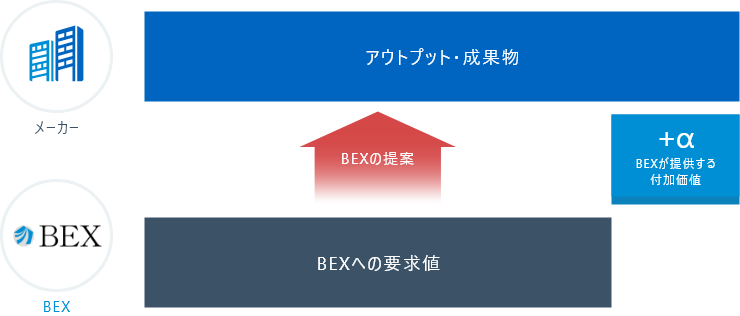 アウトプット・成果物
メーカー
BEXの提案
+α
BEXが提供する
付加価値
BEX
BEXへの要求値
BEX